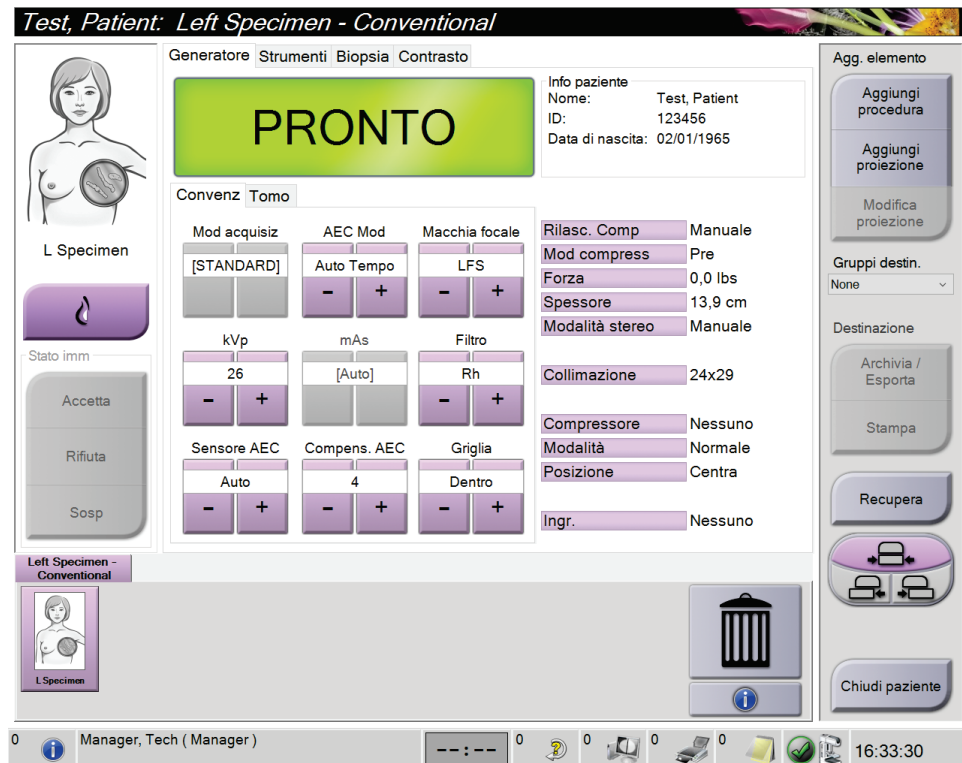 Test, Patient: Left Specimen - Conventional
Generatore Strumenti Biopsia Contrasto
PRONTO
Info paziente
Nome: Test, Patient
ID: 123456
Data di nascita: 02/01/1965
L Specimen
Stato imm
Accetta
Rifiuta
Sosp
Convenz Tomo
Mod acquisiz AEC Mod Macchia focale
[STANDARD] Auto Tempo LFS
- + - +
kVp mAs Filtro
26 [Auto] Rh
- + - +
Sensore AEC Compens. AEC Griglia
Auto 4 Dentro
- + - + - +
Rilasc. Comp Manuale
Mod compress Pre
Forza 0,0 lbs
Spessore 13,9 cm
Modalità stereo Manuale
Collimazione 24x29
Compressore Nessuno
Modalità Normale
Posizione Centra
Ingr. Nessuno
Agg. elemento
Aggiungi
procedura
Aggiungi
proiezione
Modifica
proiezione
Gruppi destin.
None
Destinazione
Archivia /
Esporta
Stampa
Recupera
Chiudi paziente
Left Specimen -
Conventional
L Specimen
0 Manager, Tech ( Manager ) --:-- 0 0 0 0 16:33:30